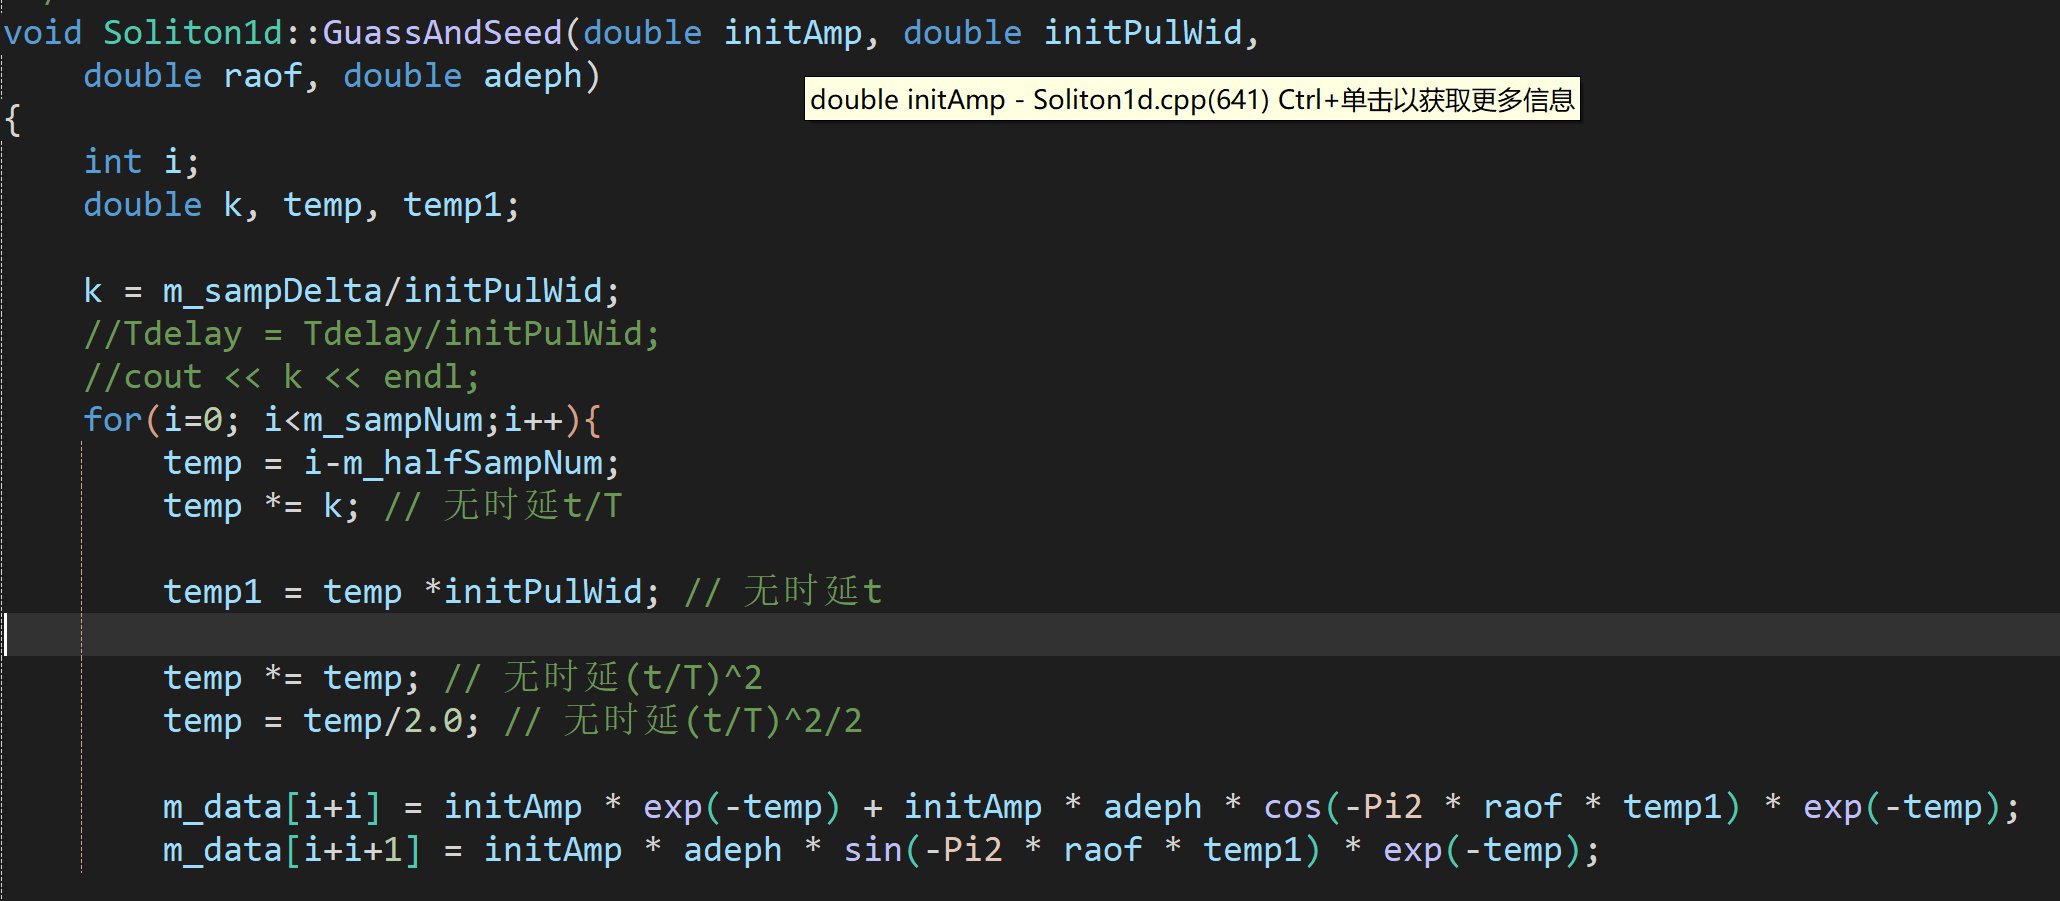 void Soliton1d::GuassAndSeed(double initAmp, double initPulWid,
    double raof, double adeph)
double initAmp - Soliton1d.cpp(641) Ctrl+单击以获取更多信息
{
    int i;
    double k, temp, temp1;
    k = m_sampDelta/initPulWid;
    //Tdelay = Tdelay/initPulWid;
    //cout << k << endl;
    for(i=0; i<m_sampNum;i++){
        temp = i-m_halfSampNum;
        temp *= k; // 无时延t/T
        temp1 = temp *initPulWid; // 无时延t
        temp *= temp; // 无时延(t/T)^2
        temp = temp/2.0; // 无时延(t/T)^2/2
        m_data[i+i] = initAmp * exp(-temp) + initAmp * adeph * cos(-Pi2 * raof * temp1) * exp(-temp);
        m_data[i+i+1] = initAmp * adeph * sin(-Pi2 * raof * temp1) * exp(-temp);